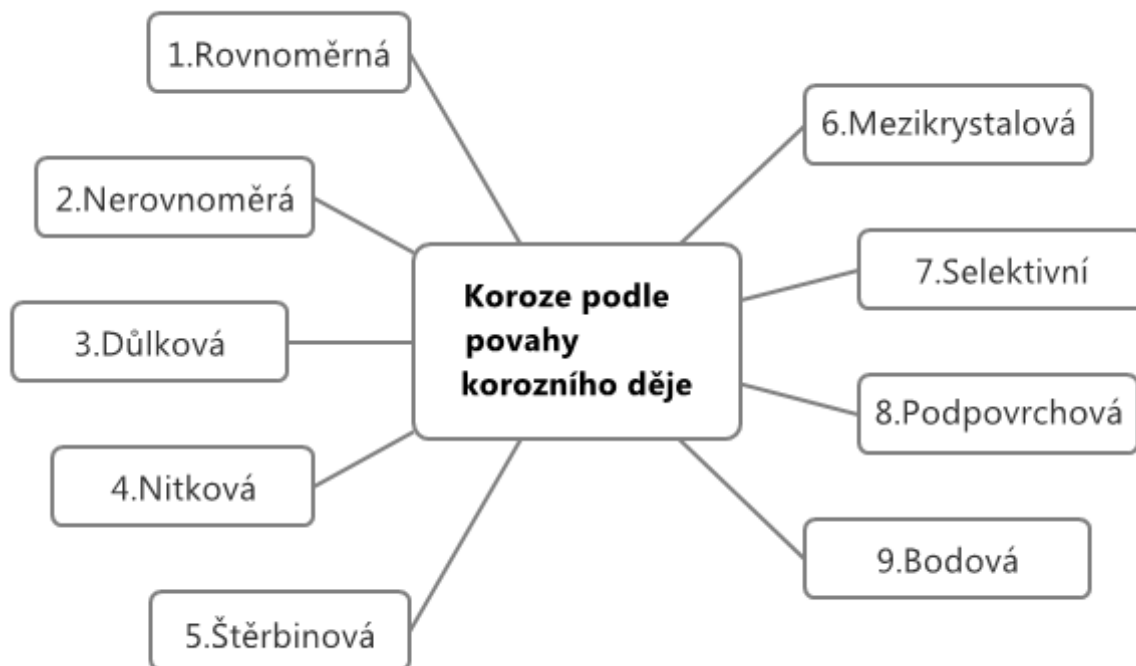 1.Rovnoměrná
2.Nerovnoměrá
3.Důlková
4.Nitková
5.Štěrbinová
Koroze podle
povahy
korozního děje
6.Mezikrystalová
7.Selektivní
8.Podpovrchová
9.Bodová